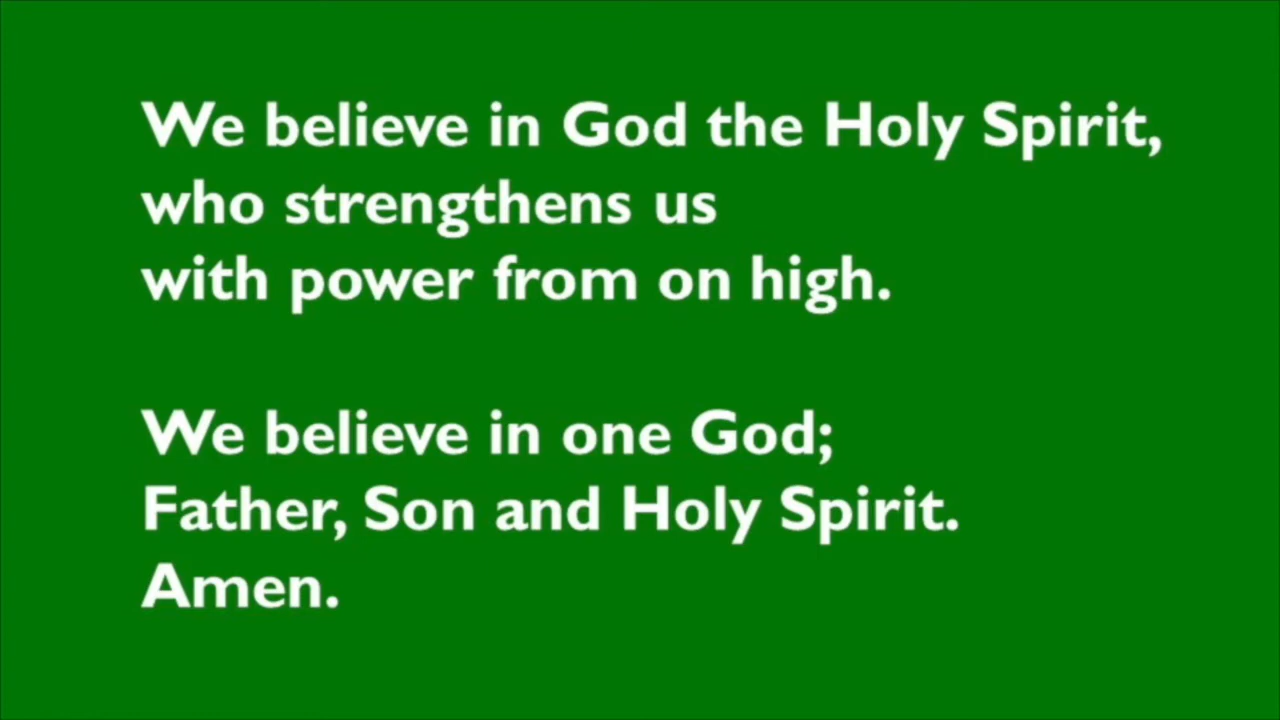 We believe in God the Holy Spirit,
who strengthens us
with power from on high.
We believe in one God;
Father, Son and Holy Spirit.
Amen.